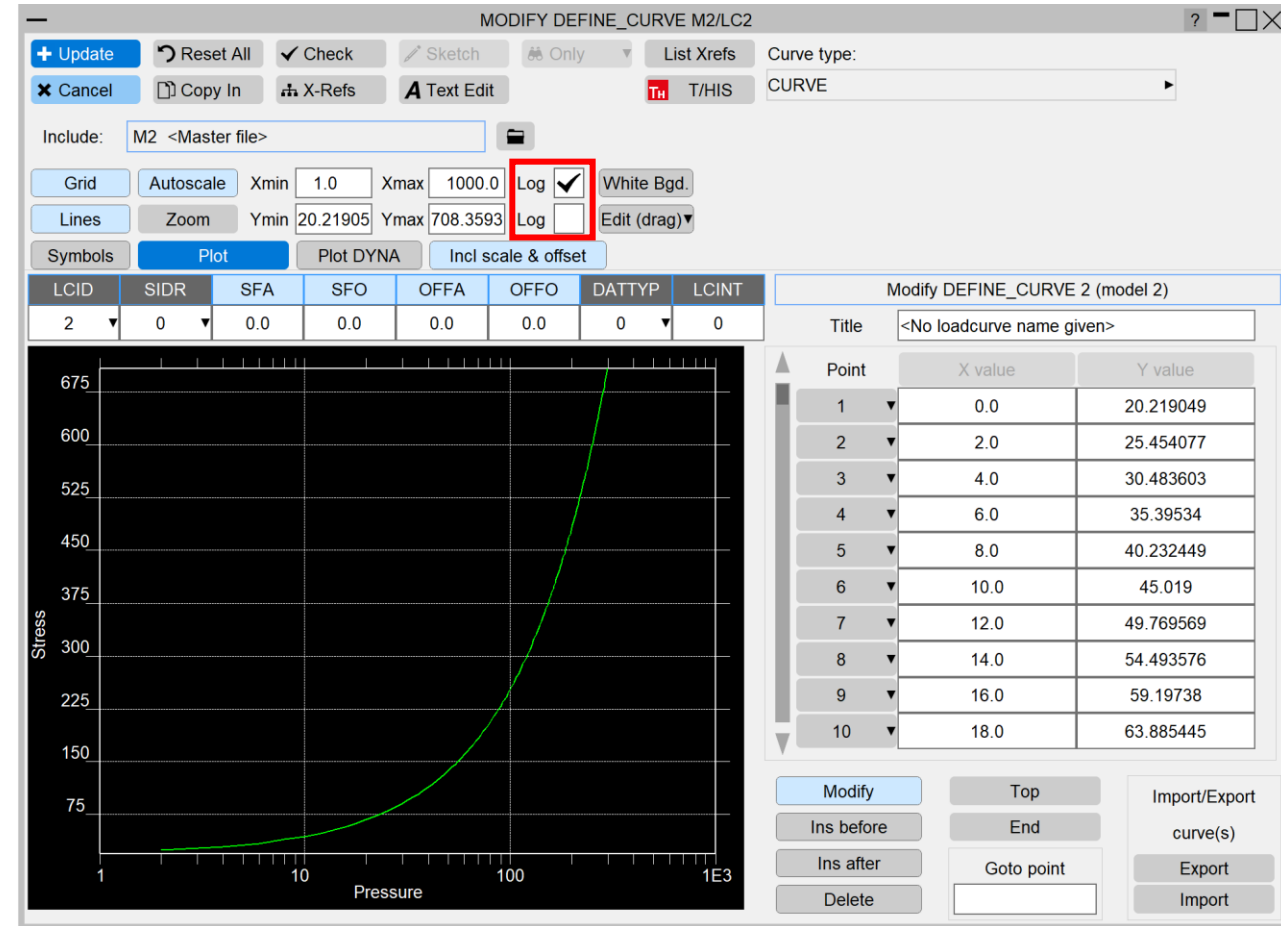 MODIFY DEFINE_CURVE M2/LC2
?
Update Reset All Check Sketch Only List Xrefs Curve type:
Cancel Copy In X-Refs A Text Edit TH T/HIS CURVE
Include: M2 <Master file>
Grid Autoscale Xmin 1.0 Xmax 1000.0 Log White Bgd.
Lines Zoom Ymin 20.21905 Ymax 708.3593 Log Edit (drag)
Symbols Plot Plot DYNA Incl scale & offset
LCID SIDR SFA SFO OFFA OFFO DATTYP LCINT
2 0 0.0 0.0 0.0 0.0 0 0
675
600
525
450
375
300
225
150
75
Stress
1 10 100 1E3
Pressure
Modify DEFINE_CURVE 2 (model 2)
Title <No loadcurve name given>
Point X value Y value
1 0.0 20.219049
2 2.0 25.454077
3 4.0 30.483603
4 6.0 35.39534
5 8.0 40.232449
6 10.0 45.019
7 12.0 49.769569
8 14.0 54.493576
9 16.0 59.19738
10 18.0 63.885445
Modify Top Import/Export
Ins before End curve(s)
Ins after Goto point Export
Delete Import